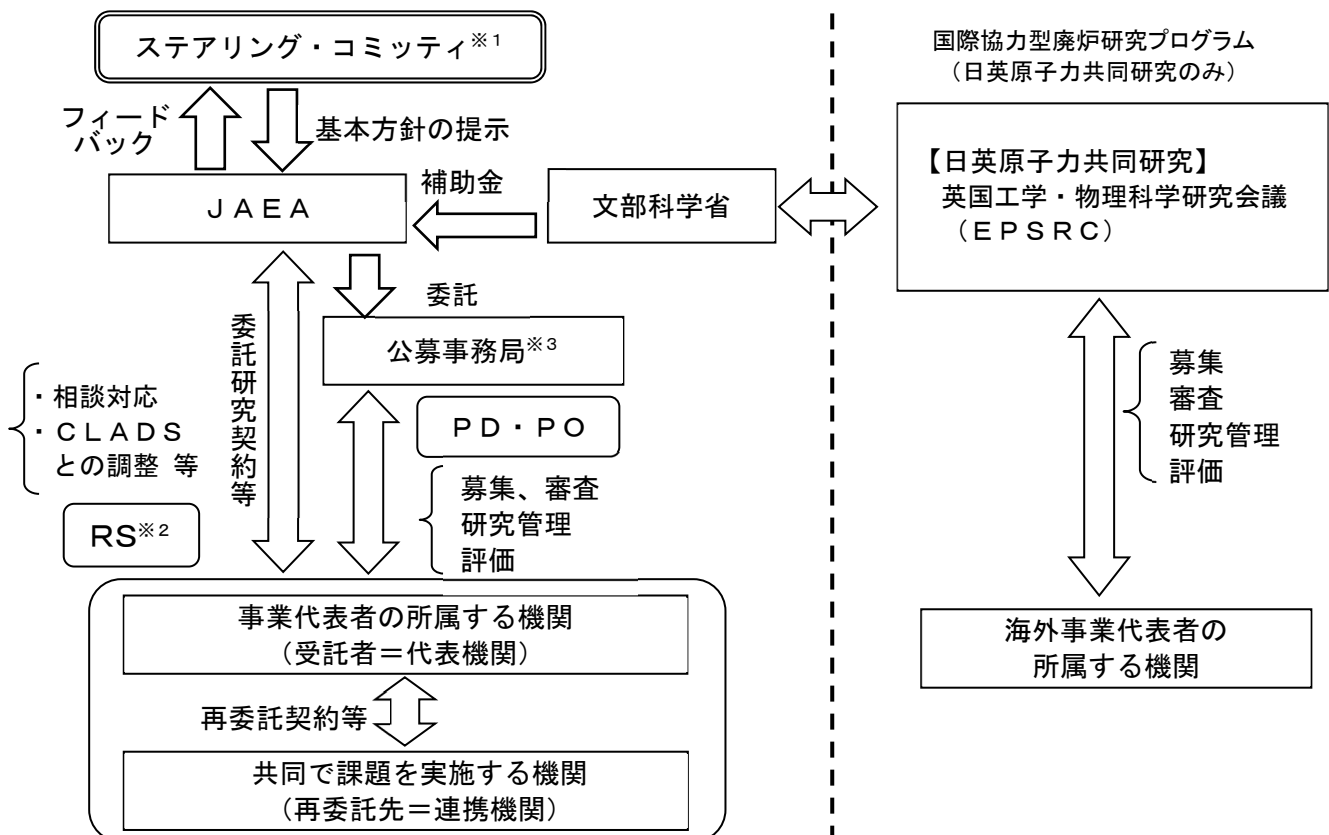 ステアリング・コミッティ※1
フィード
バック
基本方針の提示
JAEA
補助金
文部科学省
委託
公募事務局※3
委託研究契約等
・相談対応
・CLADS
との調整 等
RS※2
PD・PO
募集、審査
研究管理
評価
事業代表者の所属する機関
（受託者＝代表機関）
再委託契約等
共同で課題を実施する機関
（再委託先＝連携機関）
国際協力型廃炉研究プログラム
（日英原子力共同研究のみ）
【日英原子力共同研究】
英国工学・物理科学研究会議
（EPSRC）
募集
審査
研究管理
評価
海外事業代表者の
所属する機関